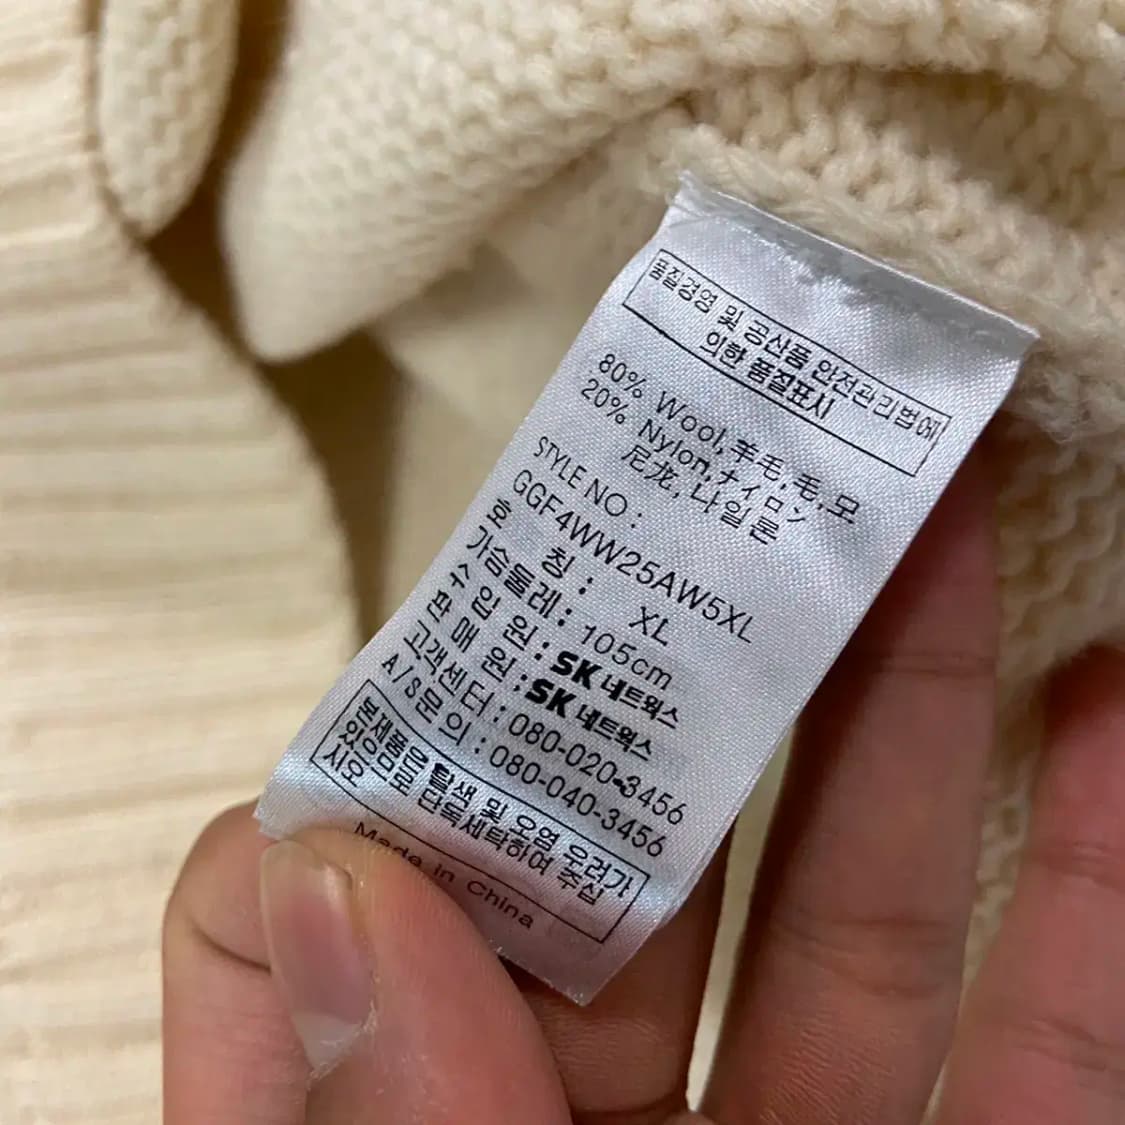 품질경영 및 공산품 안전관리법에
의한 품질표시
80% Wool,羊毛,毛,모
20% Nylon,ナイロン
尼龙,나일론
STYLE NO:
GGF4WW25AW5XL
호 칭 : XL
가슴둘레: 105cm
수 입 원: SK네트웍스
판 매 원:SK네트웍스
고객센터:080-020-3456
A/S문의:080-040-3456
본제품은 탈색 및 오염 우려가
있음으로 단독세탁하여 주십
시오
Made in China